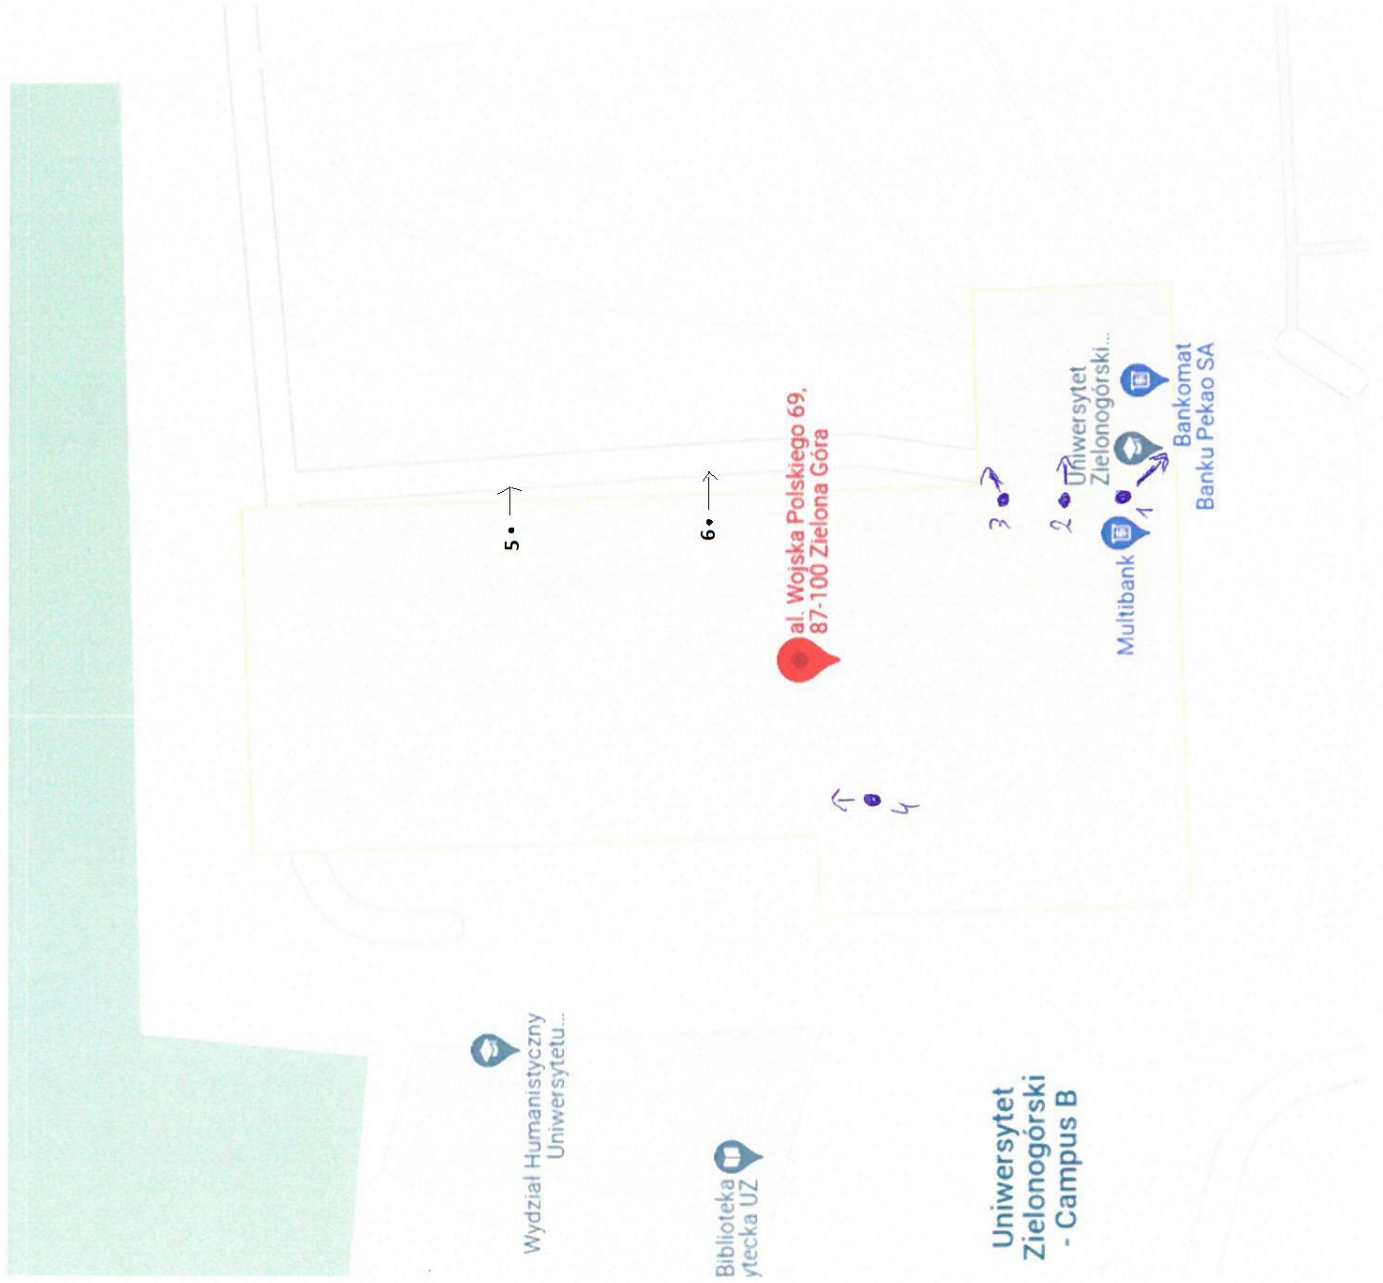 Wydział Humanistyczny
Uniwersytetu...
Biblioteka
ytecka UZ
Uniwersytet
Zielonogórski
- Campus B
5
6
al. Wojska Polskiego 69,
87-100 Zielona Góra
4
3
2
1
Uniwersytet
Zielonogórski...
Multibank
Bankomat
Banku Pekao SA